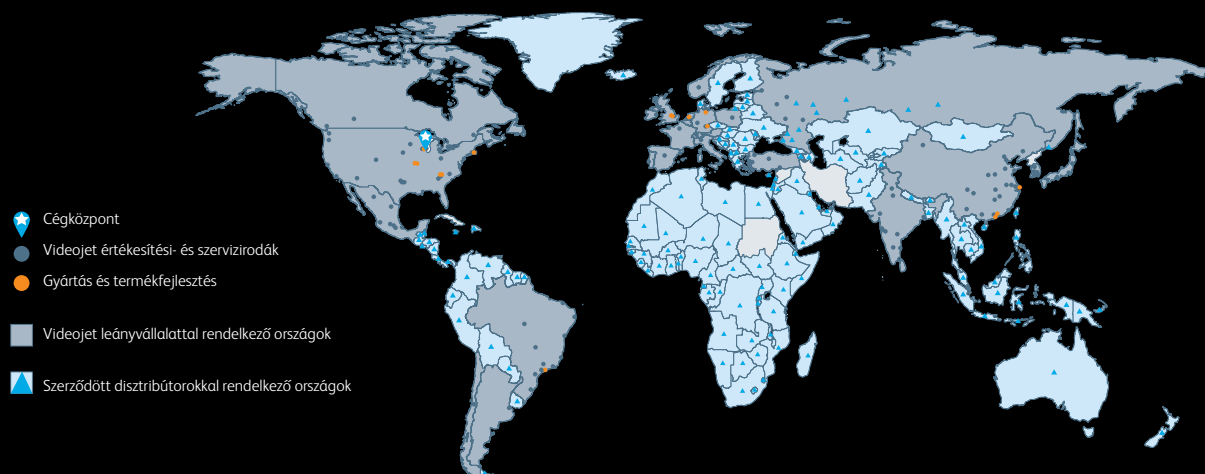 Cégközpont
Videojet értékesítési- és szervizirodák
Gyártás és termékfejlesztés
Videojet leányvállalattal rendelkező országok
Szerződött disztribútorokkal rendelkező országok